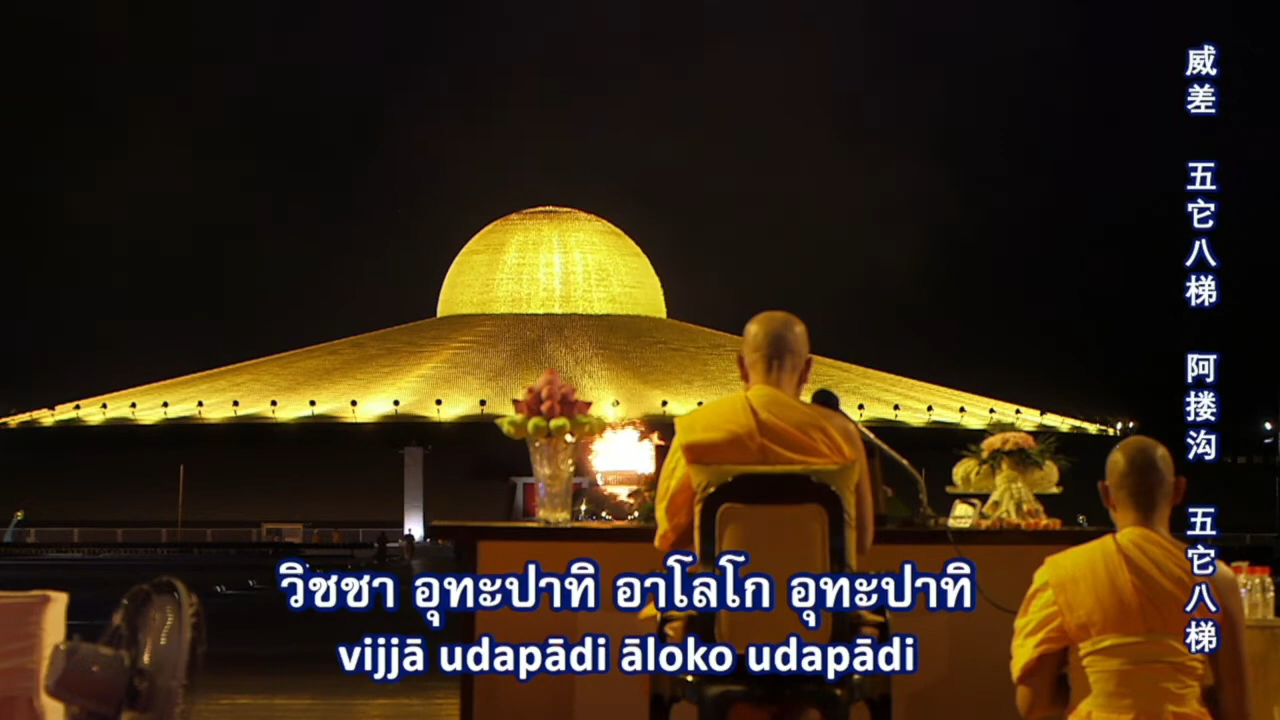 วิชชา อุทะปาทิ อาโลโก อุทะปาทิ
vijjā udapādi āloko udapādi
威差 五它八梯 阿搂沟 五它八梯